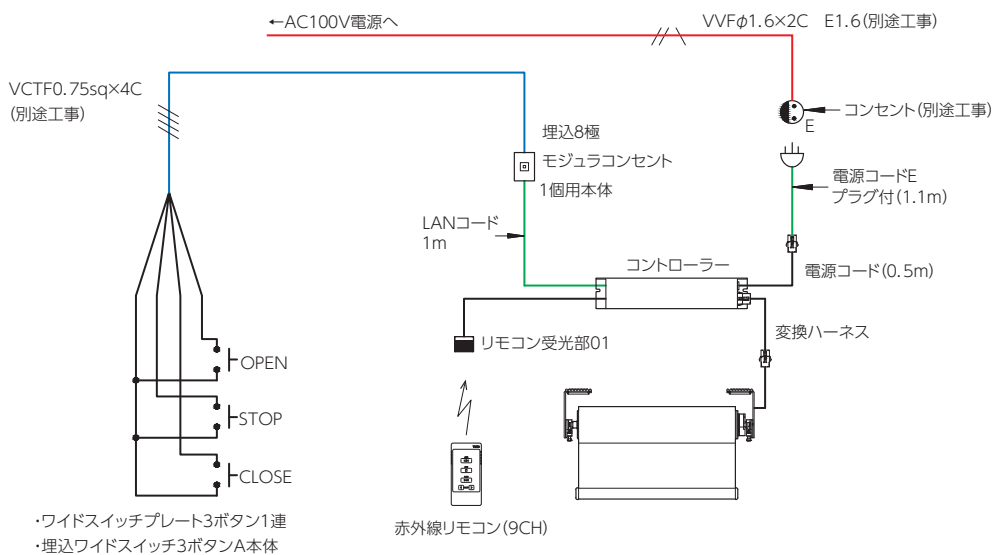 ←AC100V電源へ
VVFφ1.6×2C　E1.6(別途工事)
VCTF0.75sq×4C
(別途工事)
コンセント(別途工事)
E
埋込8極
モジュラコンセント
1個用本体
電源コードE
プラグ付(1.1m)
LANコード
1m
コントローラー
電源コード(0.5m)
リモコン受光部01
変換ハーネス
OPEN
STOP
CLOSE
・ワイドスイッチプレート3ボタン1連
・埋込ワイドスイッチ3ボタンA本体
赤外線リモコン(9CH)